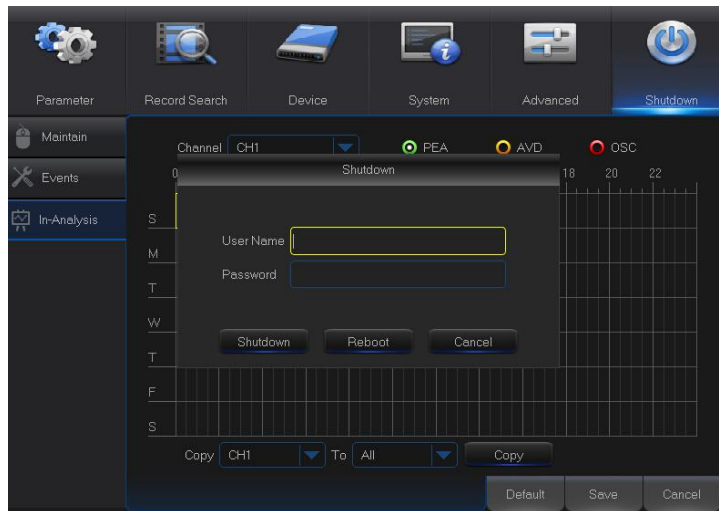 Parameter Record Search Device System Advanced Shutdown
Maintain
Events
In-Analysis
Channel CH1 PEA AVD OSC
Shutdown
0 18 20 22
S
M
T
W
T
F
S
User Name
Password
Shutdown Reboot Cancel
Copy CH1 To All Copy
Default Save Cancel